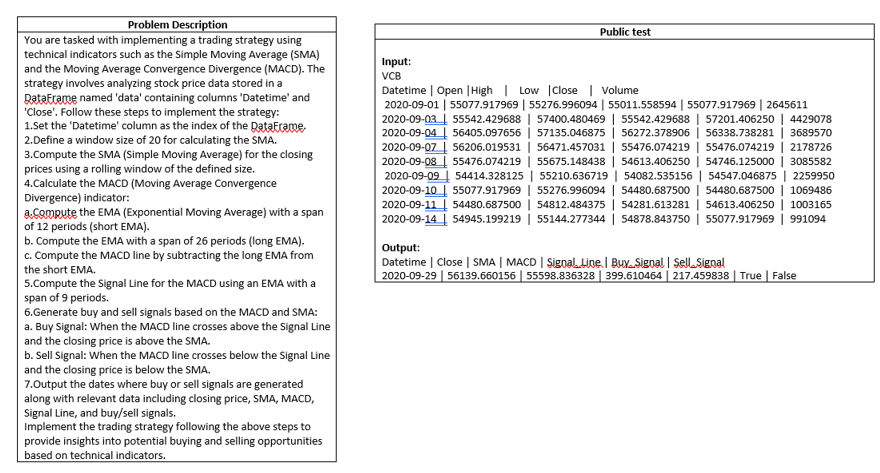 Problem Description
You are tasked with implementing a trading strategy using
technical indicators such as the Simple Moving Average (SMA)
and the Moving Average Convergence Divergence (MACD). The
strategy involves analyzing stock price data stored in a
DataFrame named 'data' containing columns 'Datetime' and
'Close'. Follow these steps to implement the strategy:
1.Set the 'Datetime' column as the index of the DataFrame.
2.Define a window size of 20 for calculating the SMA.
3.Compute the SMA (Simple Moving Average) for the closing
prices using a rolling window of the defined size.
4.Calculate the MACD (Moving Average Convergence
Divergence) indicator:
a.Compute the EMA (Exponential Moving Average) with a span
of 12 periods (short EMA).
b. Compute the EMA with a span of 26 periods (long EMA).
c. Compute the MACD line by subtracting the long EMA from
the short EMA.
5.Compute the Signal Line for the MACD using an EMA with a
span of 9 periods.
6.Generate buy and sell signals based on the MACD and SMA:
a. Buy Signal: When the MACD line crosses above the Signal Line
and the closing price is above the SMA.
b. Sell Signal: When the MACD line crosses below the Signal Line
and the closing price is below the SMA.
7.Output the dates where buy or sell signals are generated
along with relevant data including closing price, SMA, MACD,
Signal Line, and buy/sell signals.
Implement the trading strategy following the above steps to
provide insights into potential buying and selling opportunities
based on technical indicators.
Public test
Input:
VCB
Datetime | Open |High | Low |Close | Volume
2020-09-01 | 55077.917969 | 55276.996094 | 55011.558594 | 55077.917969 | 2645611
2020-09-03 | 55542.429688 | 57400.480469 | 55542.429688 | 57201.406250 | 4429078
2020-09-04 | 56405.097656 | 57135.046875 | 56272.378906 | 56338.738281 | 3689570
2020-09-07 | 56206.019531 | 56471.457031 | 55476.074219 | 55476.074219 | 2178726
2020-09-08 | 55476.074219 | 55675.148438 | 54613.406250 | 54746.125000 | 3085582
2020-09-09 | 54414.328125 | 55210.636719 | 54082.535156 | 54547.046875 | 2259950
2020-09-10 | 55077.917969 | 55276.996094 | 54480.687500 | 54480.687500 | 1069486
2020-09-11 | 54480.687500 | 54812.484375 | 54281.613281 | 54613.406250 | 1003165
2020-09-14 | 54945.199219 | 55144.277344 | 54878.843750 | 55077.917969 | 991094
Output:
Datetime | Close | SMA | MACD | Signal_Line | Buy_Signal | Sell_Signal
2020-09-29 | 56139.660156 | 55598.836328 | 399.610464 | 217.459838 | True | False